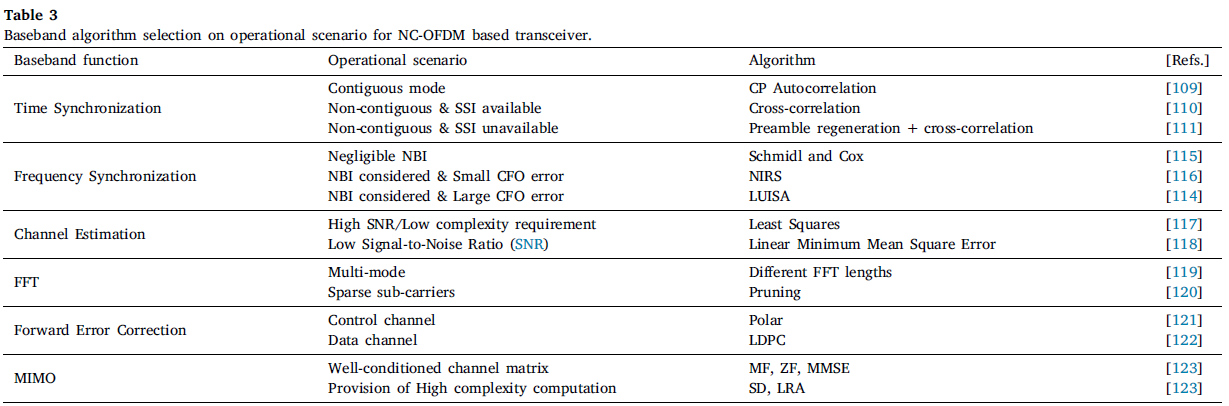 Table 3
Baseband algorithm selection on operational scenario for NC-OFDM based transceiver.
Baseband function Operational scenario Algorithm [Refs.]
Time Synchronization
Contiguous mode CP Autocorrelation [109]
Non-contiguous & SSI available Cross-correlation [110]
Non-contiguous & SSI unavailable Preamble regeneration + cross-correlation [111]
Frequency Synchronization
Negligible NBI Schmidl and Cox [115]
NBI considered & Small CFO error NIRS [116]
NBI considered & Large CFO error LUISA [114]
Channel Estimation
High SNR/Low complexity requirement Least Squares [117]
Low Signal-to-Noise Ratio (SNR) Linear Minimum Mean Square Error [118]
FFT
Multi-mode Different FFT lengths [119]
Sparse sub-carriers Pruning [120]
Forward Error Correction
Control channel Polar [121]
Data channel LDPC [122]
MIMO
Well-conditioned channel matrix MF, ZF, MMSE [123]
Provision of High complexity computation SD, LRA [123]